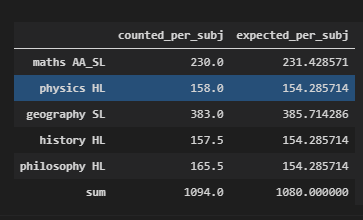 counted_per_subj expected_per_subj
maths AA_SL 230.0 231.428571
physics HL 158.0 154.285714
geography SL 383.0 385.714286
history HL 157.5 154.285714
philosophy HL 165.5 154.285714
sum 1094.0 1080.000000